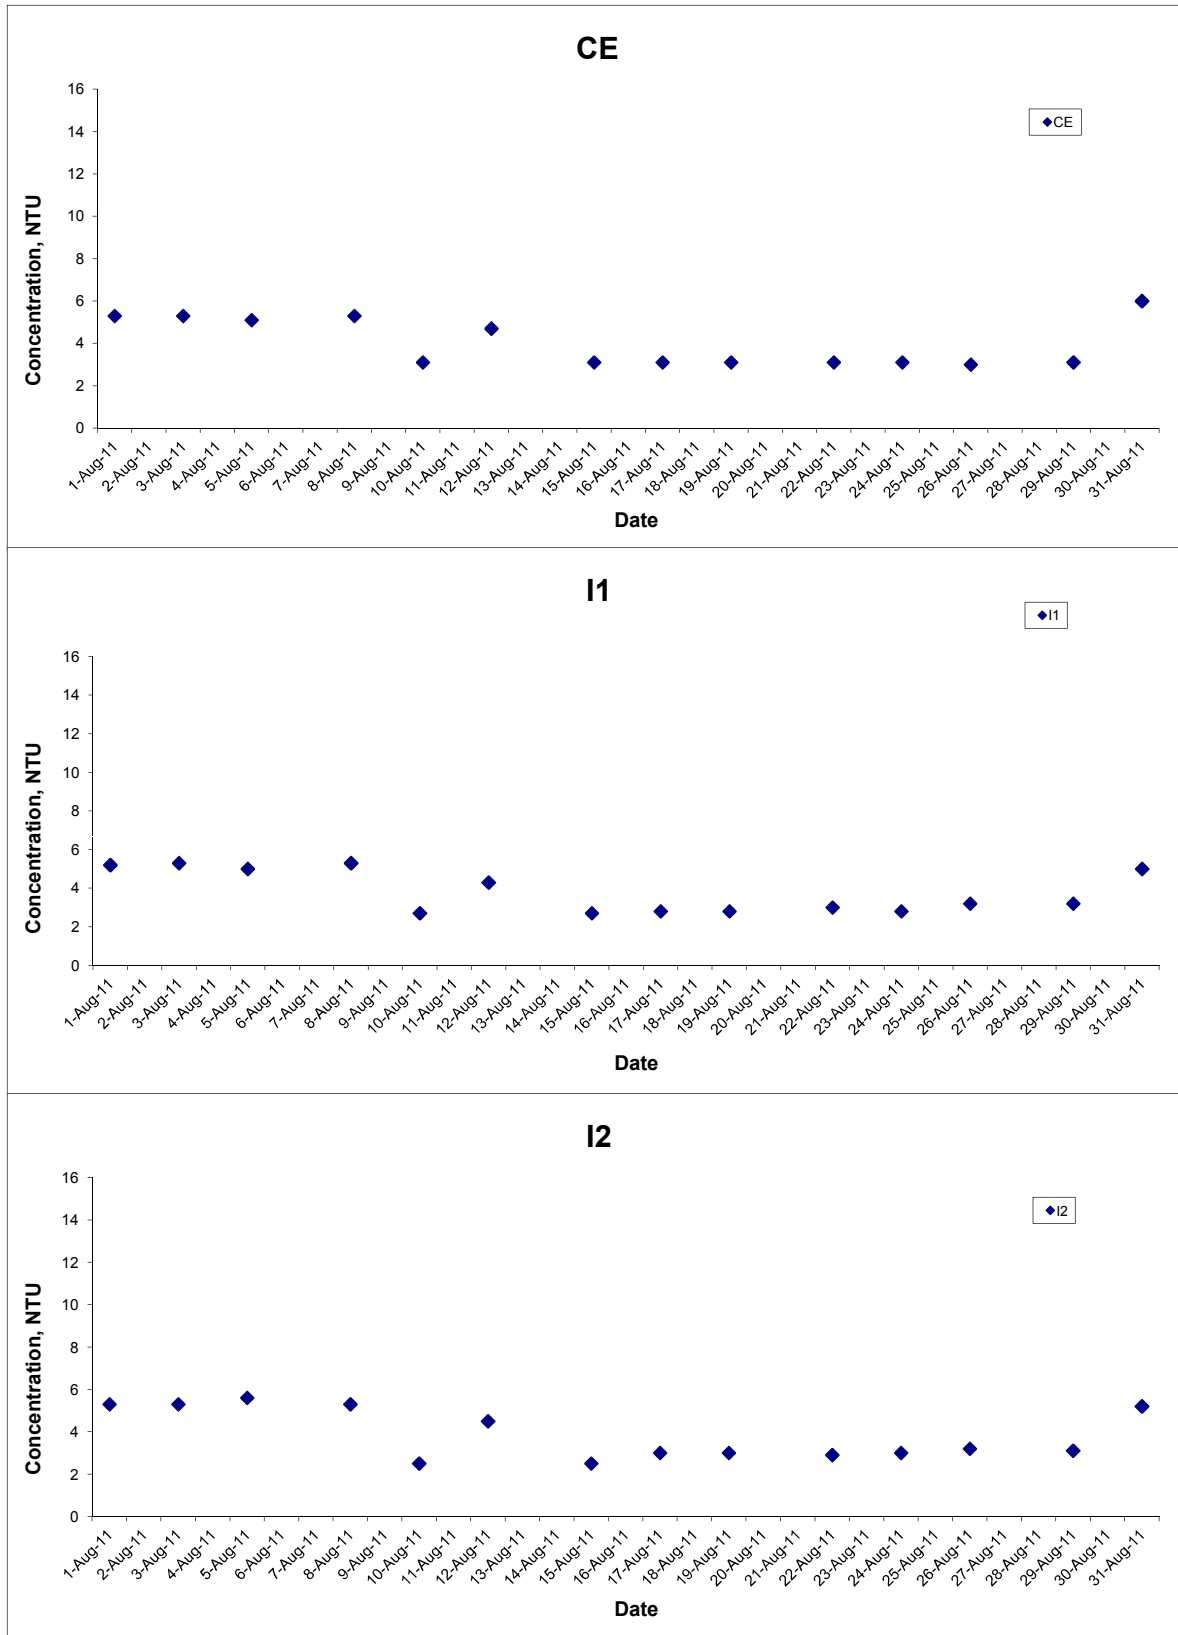 CE
16
14
12
10
8
6
4
2
0
Concentration, NTU
CE
1-Aug-11
2-Aug-11
3-Aug-11
4-Aug-11
5-Aug-11
6-Aug-11
7-Aug-11
8-Aug-11
9-Aug-11
10-Aug-11
11-Aug-11
12-Aug-11
13-Aug-11
14-Aug-11
15-Aug-11
16-Aug-11
17-Aug-11
18-Aug-11
19-Aug-11
20-Aug-11
21-Aug-11
22-Aug-11
23-Aug-11
24-Aug-11
25-Aug-11
26-Aug-11
27-Aug-11
28-Aug-11
29-Aug-11
30-Aug-11
31-Aug-11
Date
I1
I1
16
14
12
10
8
6
4
2
0
Concentration, NTU
1-Aug-11
2-Aug-11
3-Aug-11
4-Aug-11
5-Aug-11
6-Aug-11
7-Aug-11
8-Aug-11
9-Aug-11
10-Aug-11
11-Aug-11
12-Aug-11
13-Aug-11
14-Aug-11
15-Aug-11
16-Aug-11
17-Aug-11
18-Aug-11
19-Aug-11
20-Aug-11
21-Aug-11
22-Aug-11
23-Aug-11
24-Aug-11
25-Aug-11
26-Aug-11
27-Aug-11
28-Aug-11
29-Aug-11
30-Aug-11
31-Aug-11
Date
I2
16
14
12
10
8
6
4
2
0
Concentration, NTU
I2
1-Aug-11
2-Aug-11
3-Aug-11
4-Aug-11
5-Aug-11
6-Aug-11
7-Aug-11
8-Aug-11
9-Aug-11
10-Aug-11
11-Aug-11
12-Aug-11
13-Aug-11
14-Aug-11
15-Aug-11
16-Aug-11
17-Aug-11
18-Aug-11
19-Aug-11
20-Aug-11
21-Aug-11
22-Aug-11
23-Aug-11
24-Aug-11
25-Aug-11
26-Aug-11
27-Aug-11
28-Aug-11
29-Aug-11
30-Aug-11
31-Aug-11
Date